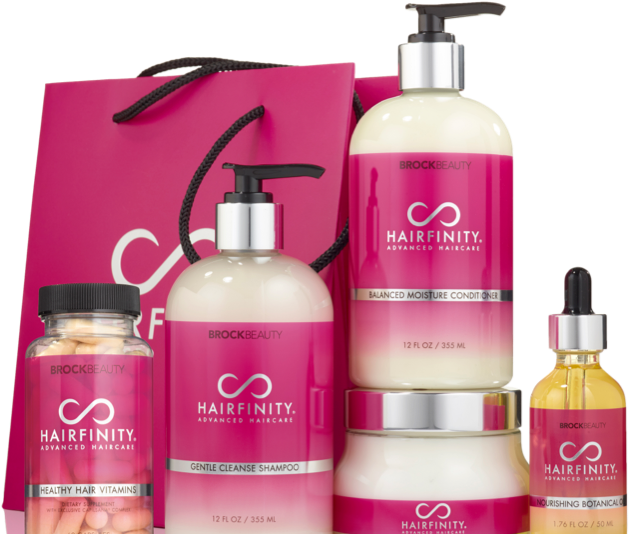 BROCKBEAUTY
HAIRFINITY®
ADVANCED HAIRCARE
BALANCED MOISTURE CONDITIONER
12 FL OZ / 355 ML
BROCKBEAUTY
HAIRFINITY®
ADVANCED HAIRCARE
GENTLE CLEANSE SHAMPOO
12 FL OZ / 355 ML
BROCKBEAUTY
HAIRFINITY®
ADVANCED HAIRCARE
HEALTHY HAIR VITAMINS
DIETARY SUPPLEMENT
HAIRFINITY®
ADVANCED HAIRCARE
BROCKBEAUTY
HAIRFINITY®
ADVANCED HAIRCARE
NOURISHING BOTANICAL
1.76 FL OZ / 50 ML